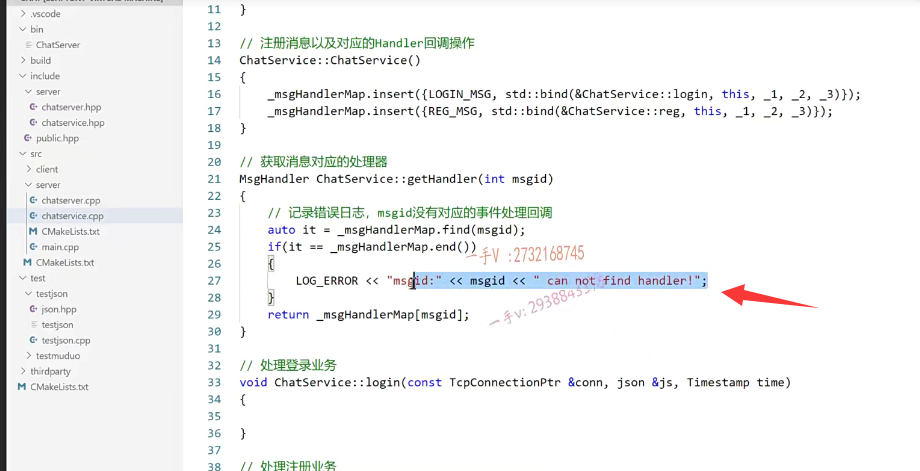 .vscode
bin
ChatServer
build
include
server
chatserver.hpp
chatservice.hpp
public.hpp
src
client
server
chatserver.cpp
chatservice.cpp
CMakeLists.txt
main.cpp
CMakeLists.txt
test
testjson
json.hpp
testjson
testjson.cpp
testmuduo
thirdparty
CMakeLists.txt
11 }
12
13 // 注册消息以及对应的Handler回调操作
14 ChatService::ChatService()
15 {
16 _msgHandlerMap.insert({LOGIN_MSG, std::bind(&ChatService::login, this, _1, _2, _3)});
17 _msgHandlerMap.insert({REG_MSG, std::bind(&ChatService::reg, this, _1, _2, _3)});
18 }
19
20 // 获取消息对应的处理器
21 MsgHandler ChatService::getHandler(int msgid)
22 {
23 // 记录错误日志，msgid没有对应的事件处理回调
24 auto it = _msgHandlerMap.find(msgid);
25 if(it == _msgHandlerMap.end())
一手V :2732168745
26 {
27 LOG_ERROR << "msgid:" << msgid << " can not find handler!";
28 }
29 return _msgHandlerMap[msgid];
30 }
31
32 // 处理登录业务
33 void ChatService::login(const TcpConnectionPtr &conn, json &js, Timestamp time)
34 {
35
36 }
37
38 // 处理注册业务